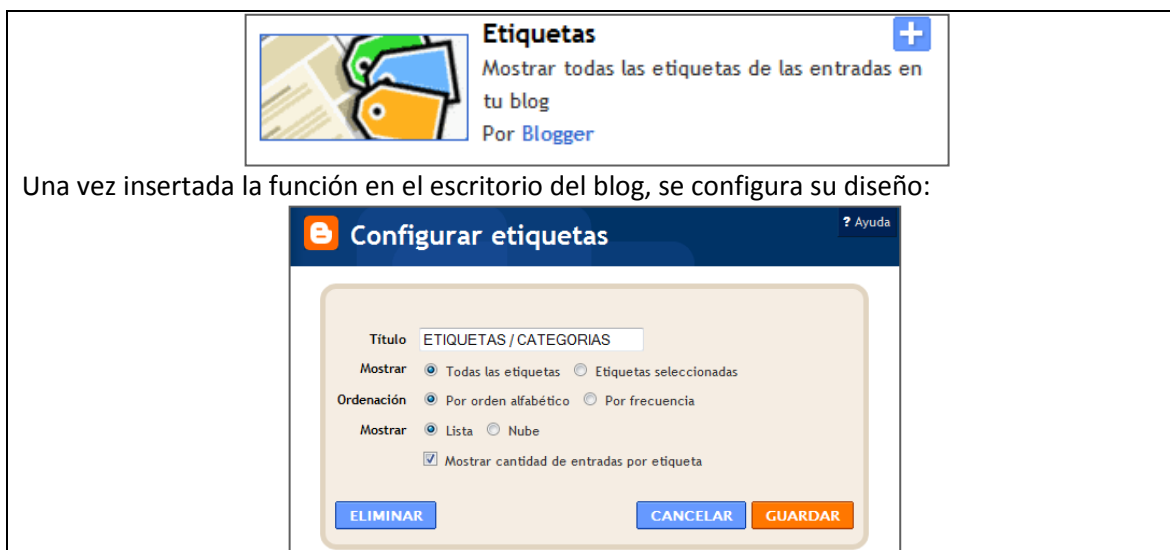 Etiquetas
Mostrar todas las etiquetas de las entradas en
tu blog
Por Blogger
Una vez insertada la función en el escritorio del blog, se configura su diseño:
Configurar etiquetas
? Ayuda
Título ETIQUETAS / CATEGORIAS
Mostrar Todas las etiquetas Etiquetas seleccionadas
Ordenación Por orden alfabético Por frecuencia
Mostrar Lista Nube
Mostrar cantidad de entradas por etiqueta
ELIMINAR CANCELAR GUARDAR